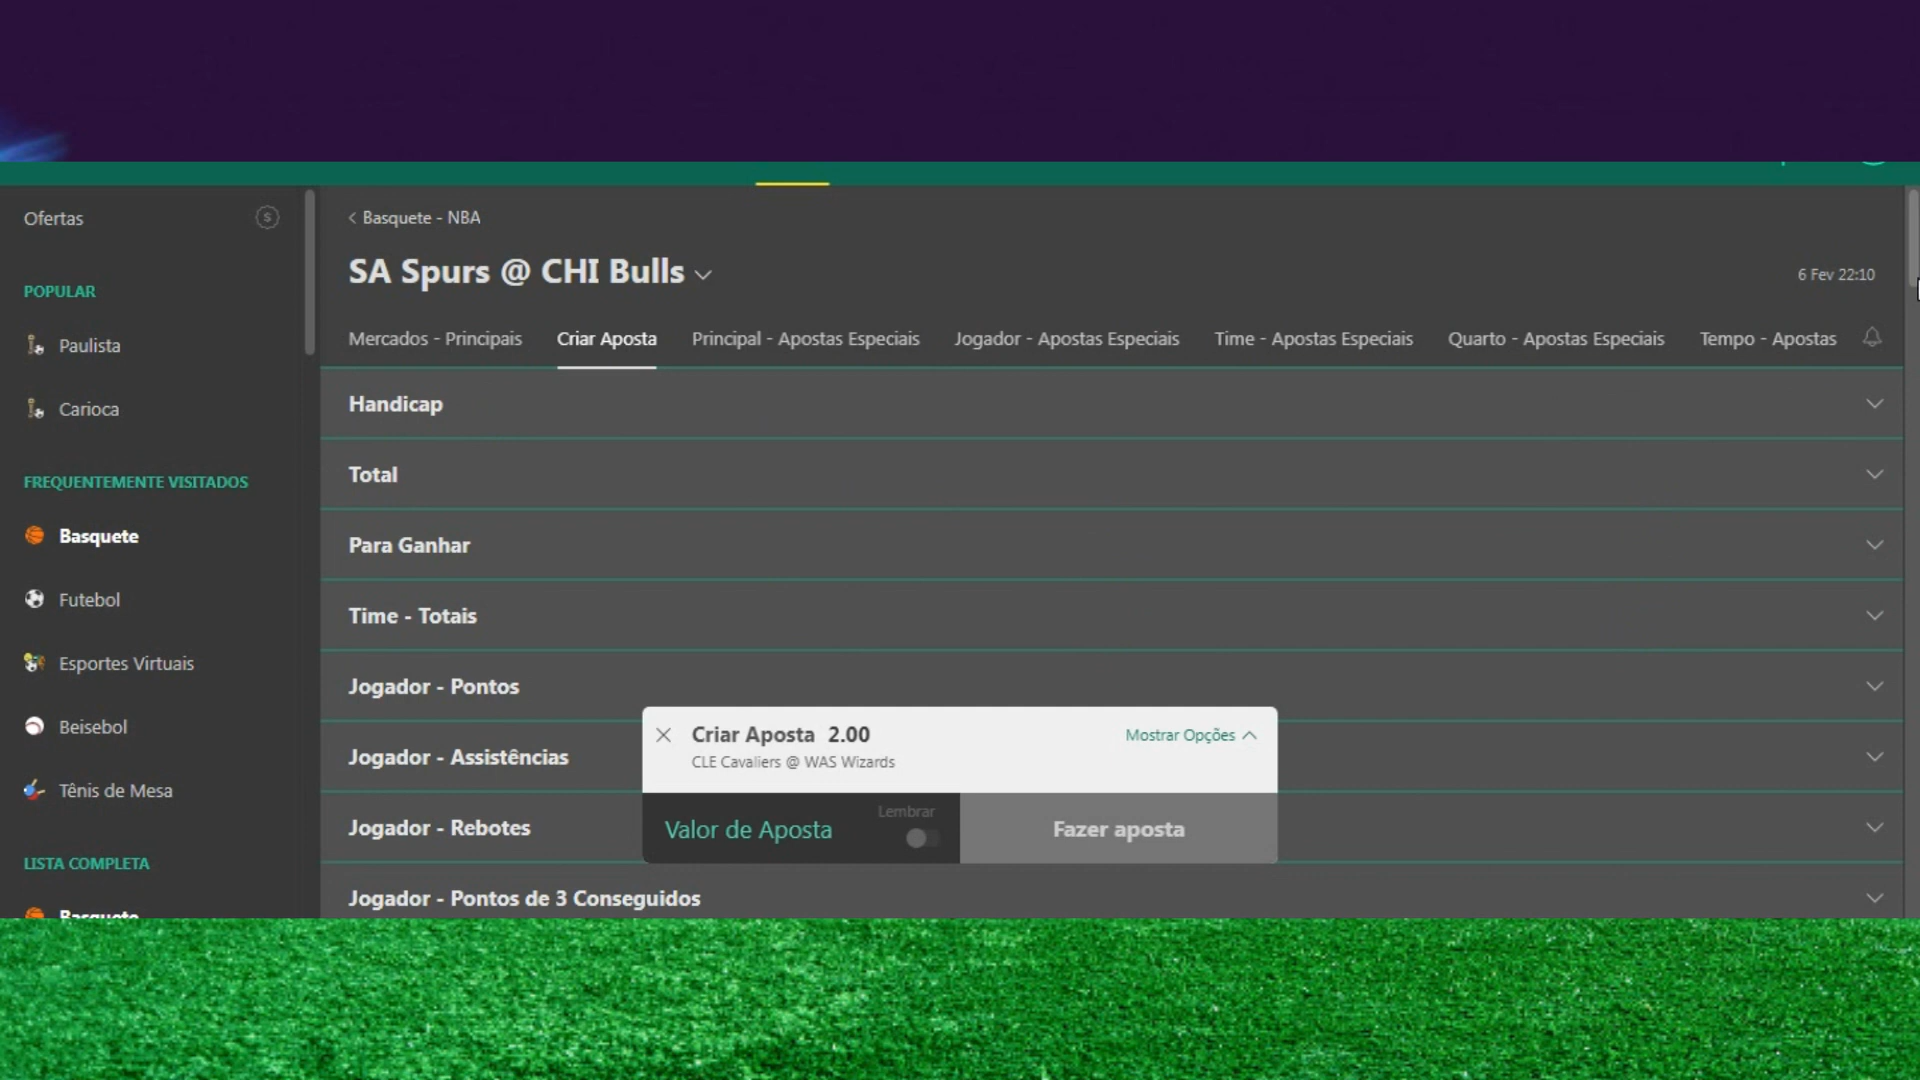 Ofertas
Basquete - NBA
SA Spurs @ CHI Bulls
6 Fev 22:10
Mercados - Principais
Criar Aposta
Principal - Apostas Especiais
Jogador - Apostas Especiais
Time - Apostas Especiais
Quarto - Apostas Especiais
Tempo - Apostas
POPULAR
Paulista
Carioca
FREQUENTEMENTE VISITADOS
Basquete
Futebol
Esportes Virtuais
Beisebol
Tênis de Mesa
LISTA COMPLETA
Basquete
Handicap
Total
Para Ganhar
Time - Totais
Jogador - Pontos
Jogador - Assistências
Jogador - Rebotes
Jogador - Pontos de 3 Conseguidos
Criar Aposta 2.00
Mostrar Opções
CLE Cavaliers @ WAS Wizards
Valor de Aposta
Lembrar
Fazer aposta